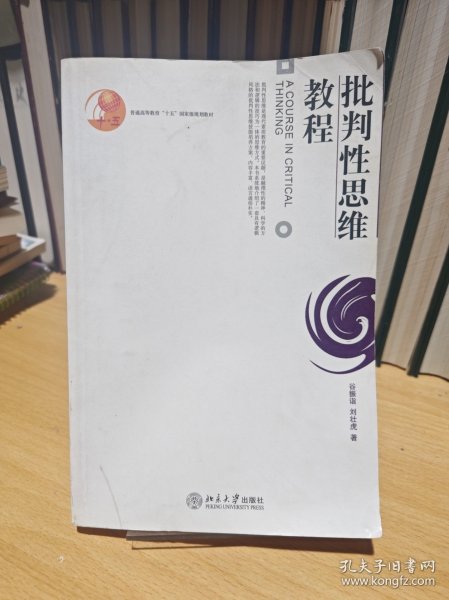 十·五
普通高等教育“十五”国家级规划教材
批判性思维
教程
A COURSE IN CRITICAL
THINKING
谷振诣 刘壮虎 著
北京大学出版社
PEKING UNIVERSITY PRESS
孔夫子旧书网
www.kongfz.com